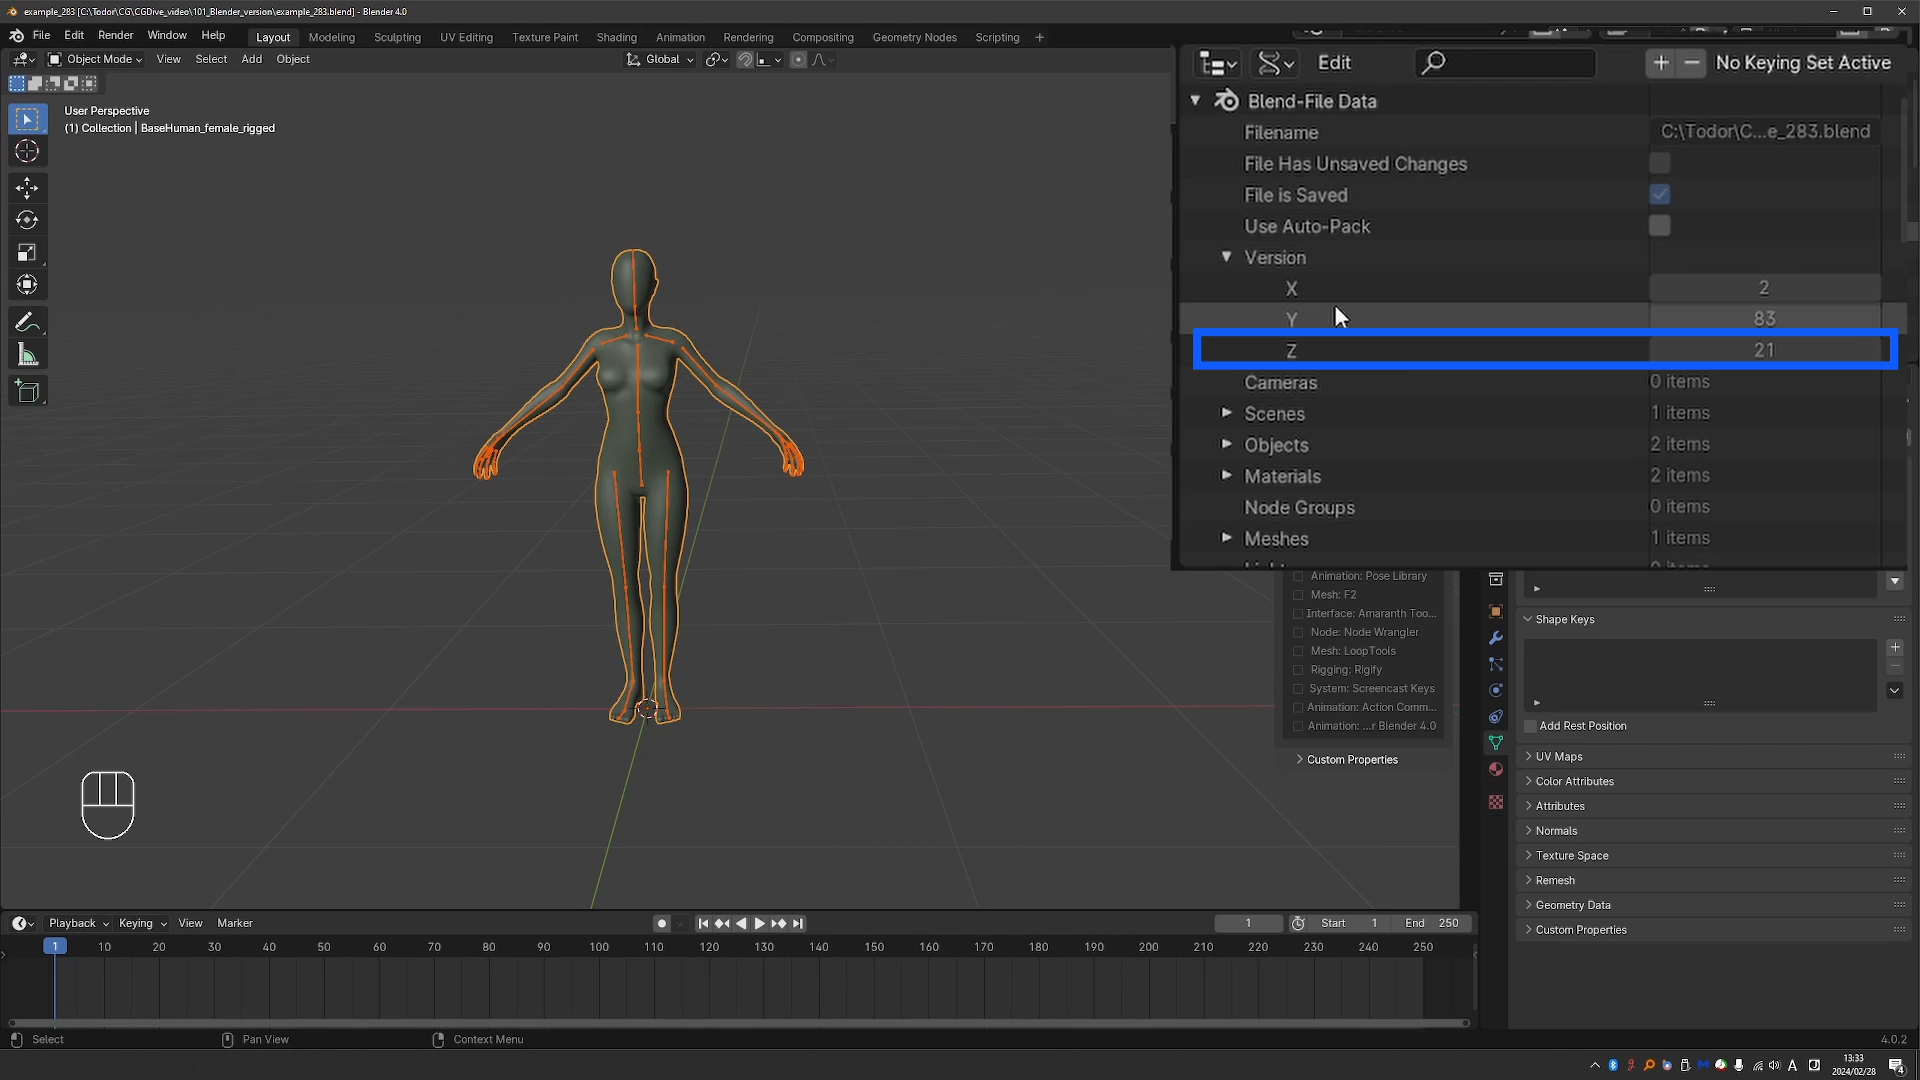 example_283 [C:\Todor\CG\CGDive_video\101_Blender_version\example_283.blend] - Blender 4.0
File Edit Render Window Help Layout Modeling Sculpting UV Editing Texture Paint Shading Animation Rendering Compositing Geometry Nodes Scripting +
Object Mode View Select Add Object Global
User Perspective
(1) Collection | BaseHuman_female_rigged
Edit No Keying Set Active
Blend-File Data
Filename C:\Todor\C...e_283.blend
File Has Unsaved Changes
File is Saved
Use Auto-Pack
Version
X 2
Y 83
Z 21
Cameras 0 items
Scenes 1 items
Objects 2 items
Materials 2 items
Node Groups 0 items
Meshes 1 items
Animation: Pose Library
Mesh: F2
Interface: Amaranth Too...
Node: Node Wrangler
Mesh: LoopTools
Rigging: Rigify
System: Screencast Keys
Animation: Action Comm...
Animation: ...r Blender 4.0
Custom Properties
Shape Keys
Add Rest Position
UV Maps
Color Attributes
Attributes
Normals
Texture Space
Remesh
Geometry Data
Custom Properties
Playback Keying View Marker 1 Start 1 End 250
1 10 20 30 40 50 60 70 80 90 100 110 120 130 140 150 160 170 180 190 200 210 220 230 240 250
Select Pan View Context Menu 4.0.2
A 13:33
2024/02/28 4